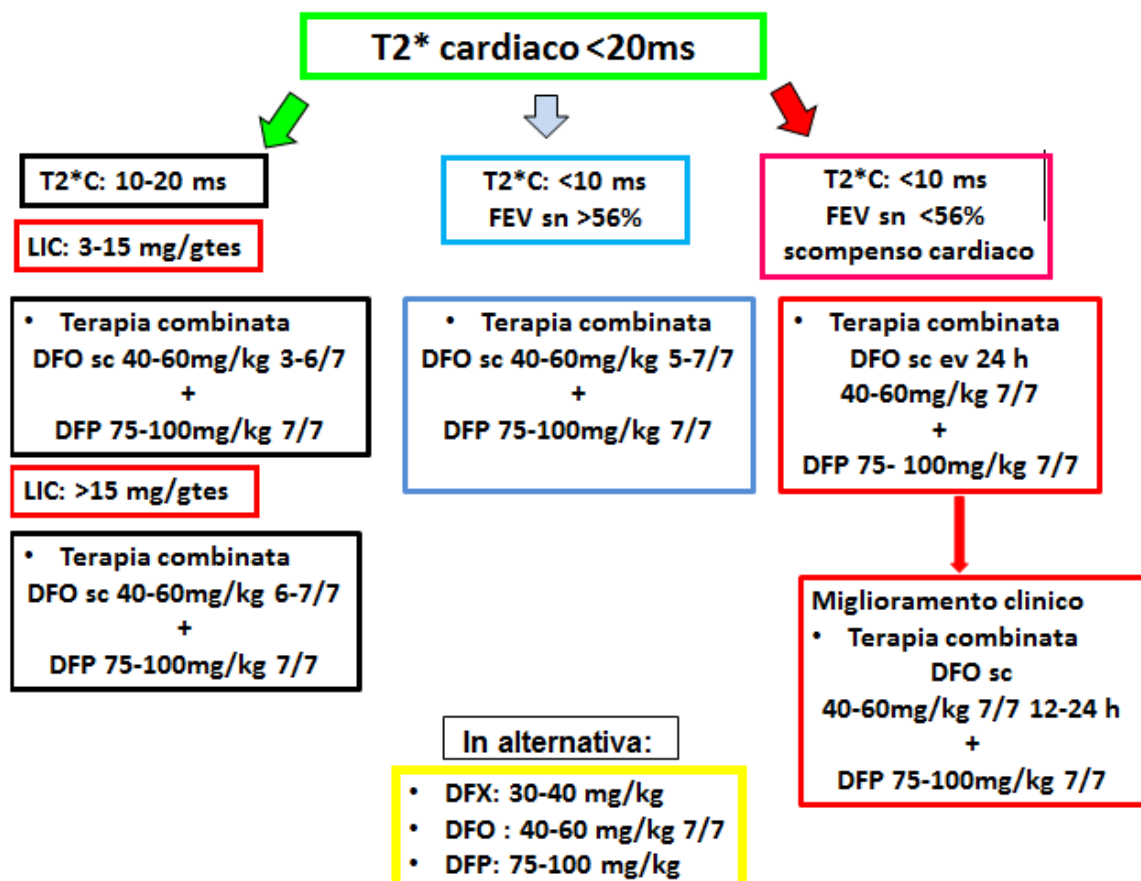 T2* cardiaco <20ms
T2*C: 10-20 ms
LIC: 3-15 mg/gtes
• Terapia combinata
DFO sc 40-60mg/kg 3-6/7
+
DFP 75-100mg/kg 7/7
LIC: >15 mg/gtes
• Terapia combinata
DFO sc 40-60mg/kg 6-7/7
+
DFP 75-100mg/kg 7/7
T2*C: <10 ms
FEV sn >56%
• Terapia combinata
DFO sc 40-60mg/kg 5-7/7
+
DFP 75-100mg/kg 7/7
T2*C: <10 ms
FEV sn <56%
scompenso cardiaco
• Terapia combinata
DFO sc ev 24 h
40-60mg/kg 7/7
+
DFP 75- 100mg/kg 7/7
Miglioramento clinico
• Terapia combinata
DFO sc
40-60mg/kg 7/7 12-24 h
+
DFP 75-100mg/kg 7/7
In alternativa:
• DFX: 30-40 mg/kg
• DFO : 40-60 mg/kg 7/7
• DFP: 75-100 mg/kg